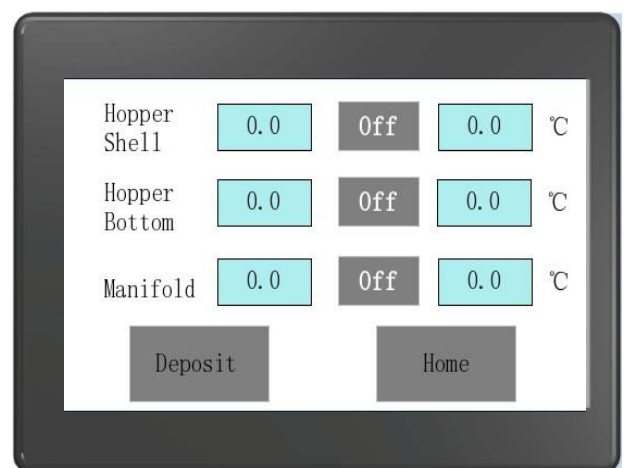 Hopper
Shell 0.0 Off 0.0 ℃
Hopper
Bottom 0.0 Off 0.0 ℃
Manifold 0.0 Off 0.0 ℃
Deposit Home